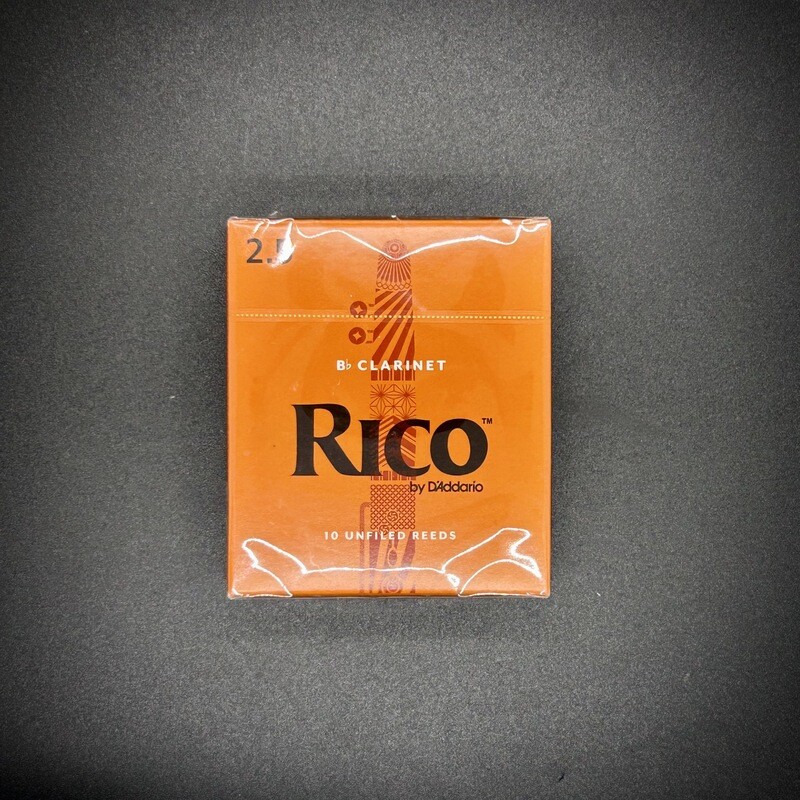 2.5
B♭ CLARINET
RICO™
by D'Addario
10 UNFILED REEDS